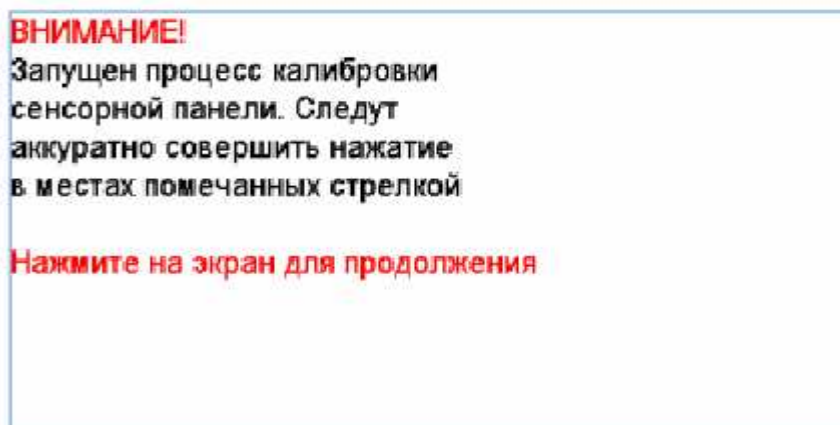 ВНИМАНИЕ!
Запущен процесс калибровки
сенсорной панели. Следут
аккуратно совершить нажатие
в местах помечанных стрелкой
Нажмите на экран для продолжения